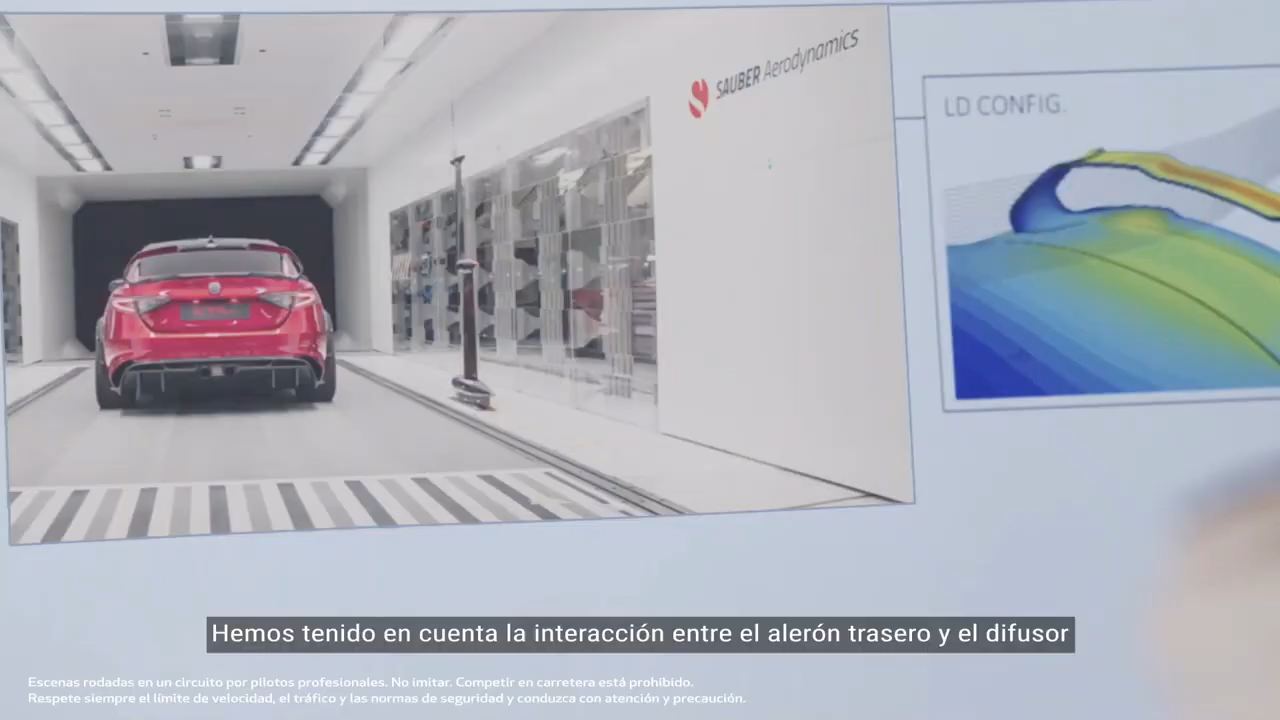 SAUBER Aerodynamics
LD CONFIG.
Hemos tenido en cuenta la interacción entre el alerón trasero y el difusor
Escenas rodadas en un circuito por pilotos profesionales. No imitar. Competir en carretera está prohibido.
Respete siempre el límite de velocidad, el tráfico y las normas de seguridad y conduzca con atención y precaución.